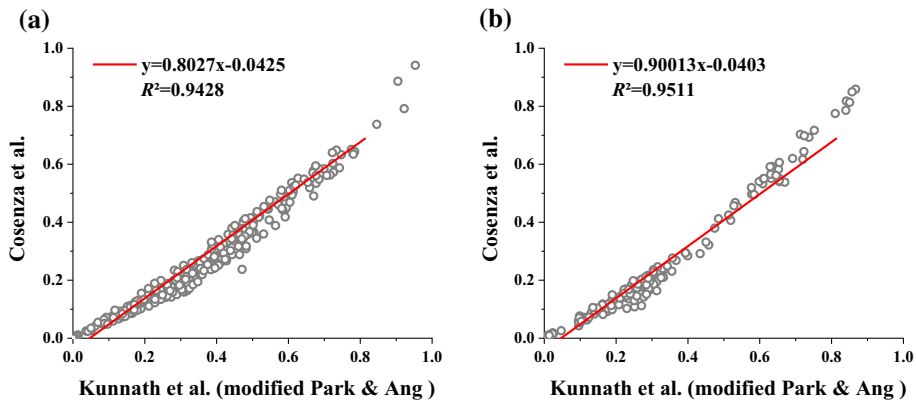 (a)
y=0.8027x-0.0425
R²=0.9428
Cosenza et al.
1.0
0.8
0.6
0.4
0.2
0.0
0.0 0.2 0.4 0.6 0.8 1.0
Kunnath et al. (modified Park & Ang )
(b)
y=0.90013x-0.0403
R²=0.9511
Cosenza et al.
1.0
0.8
0.6
0.4
0.2
0.0
0.0 0.2 0.4 0.6 0.8 1.0
Kunnath et al. (modified Park & Ang )